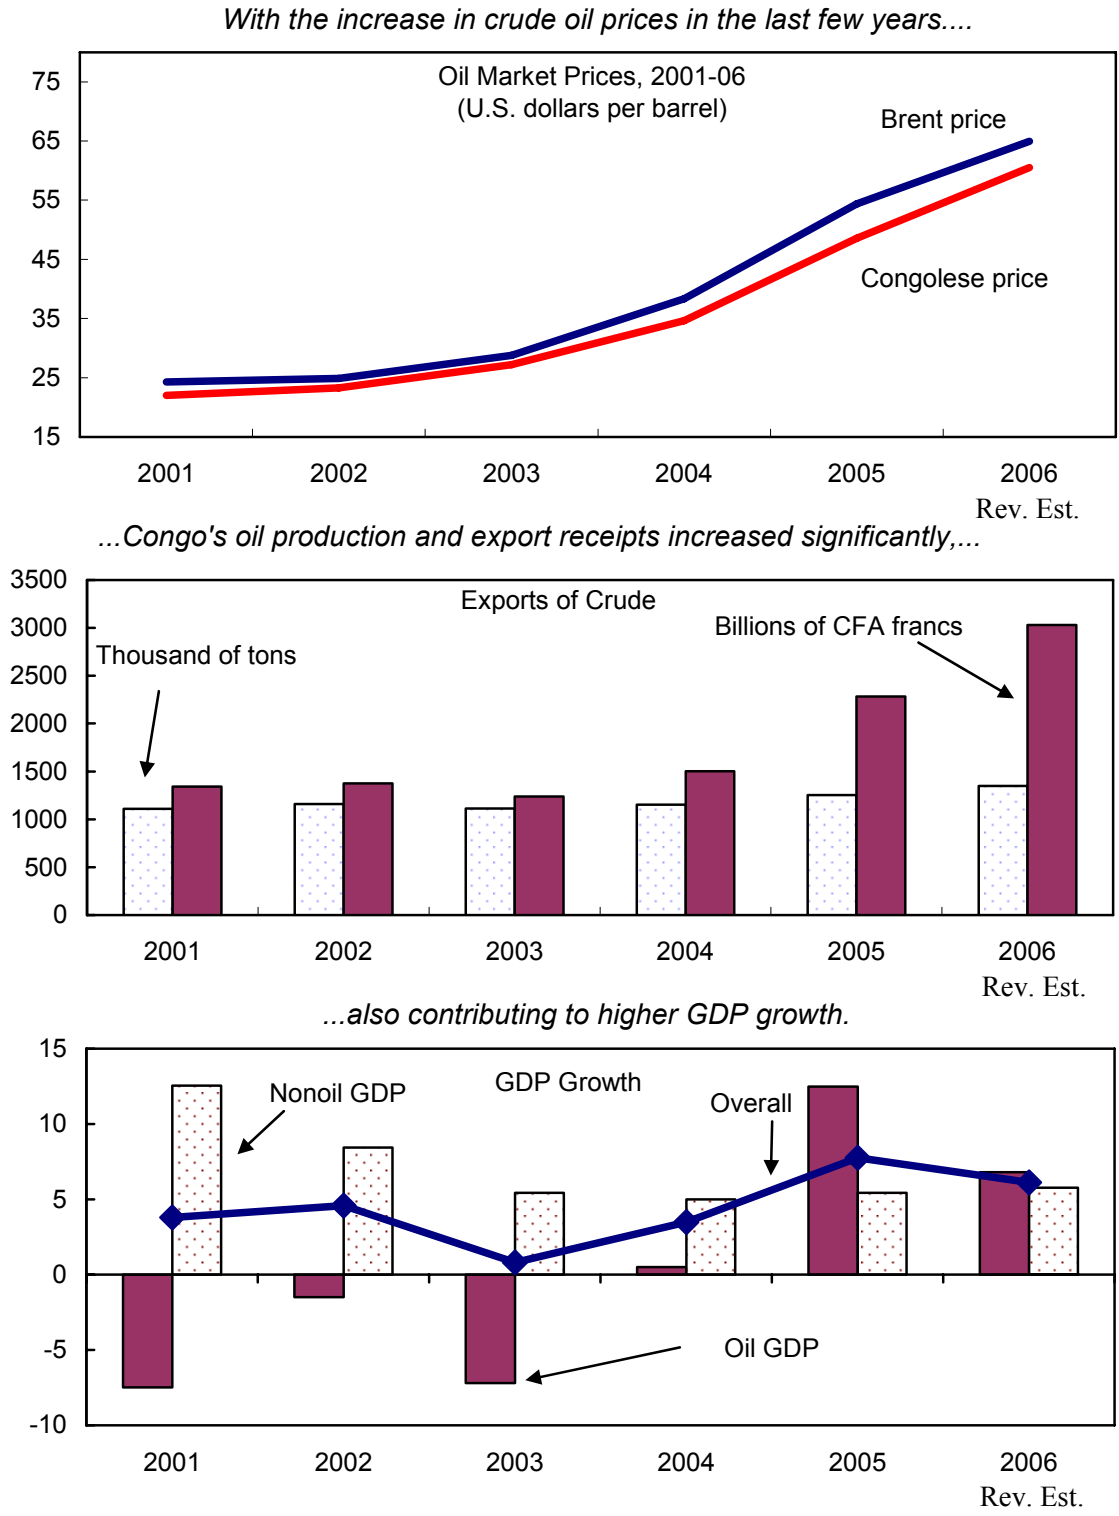 With the increase in crude oil prices in the last few years....
Oil Market Prices, 2001-06
(U.S. dollars per barrel)
75
65
55
45
35
25
15
Brent price
Congolese price
2001 2002 2003 2004 2005 2006
Rev. Est.
...Congo's oil production and export receipts increased significantly,...
Exports of Crude
3500
3000
2500
2000
1500
1000
500
0
Thousand of tons
Billions of CFA francs
2001 2002 2003 2004 2005 2006
Rev. Est.
...also contributing to higher GDP growth.
GDP Growth
15
10
5
0
-5
-10
Nonoil GDP
Overall
Oil GDP
2001 2002 2003 2004 2005 2006
Rev. Est.